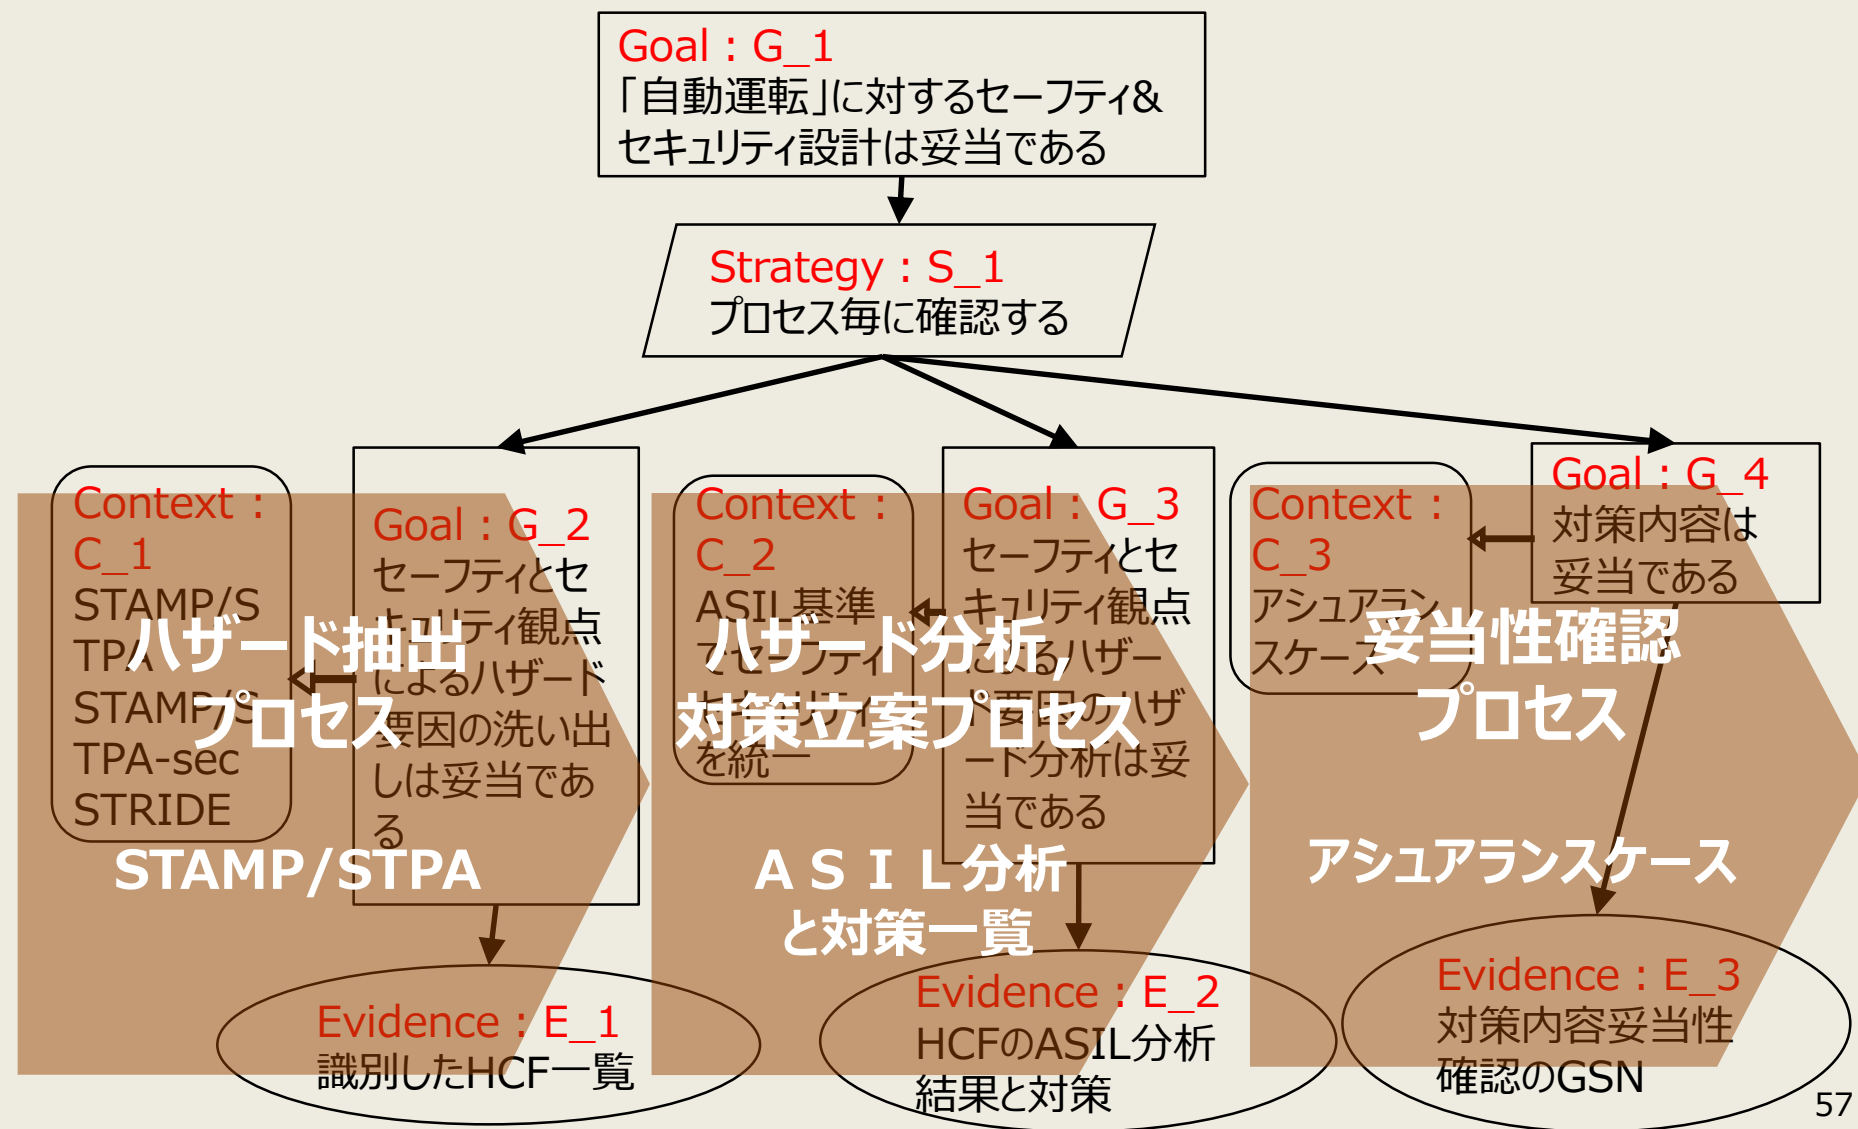 Goal：G_1
「自動運転」に対するセーフティ&
セキュリティ設計は妥当である
Strategy：S_1
プロセス毎に確認する
Context：
C_1
STAMP/S
TPA
STAMP/S
TPA-sec
STRIDE
Goal：G_2
セーフティとセ
キュリティ観点
によるハザード
要因の洗い出
しは妥当であ
る
ハザード抽出
プロセス
STAMP/STPA
Evidence：E_1
識別したHCF一覧
Context：
C_2
ASIL基準
でセーフティ
とセキュリティ
を統一
Goal：G_3
セーフティとセ
キュリティ観点
によるハザー
ド要因のハザ
ード分析は妥
当である
ハザード分析,
対策立案プロセス
ＡＳＩＬ分析
と対策一覧
Evidence：E_2
HCFのASIL分析
結果と対策
Context：
C_3
アシュアラン
スケース
Goal：G_4
対策内容は
妥当である
妥当性確認
プロセス
アシュアランスケース
Evidence：E_3
対策内容妥当性
確認のGSN
57